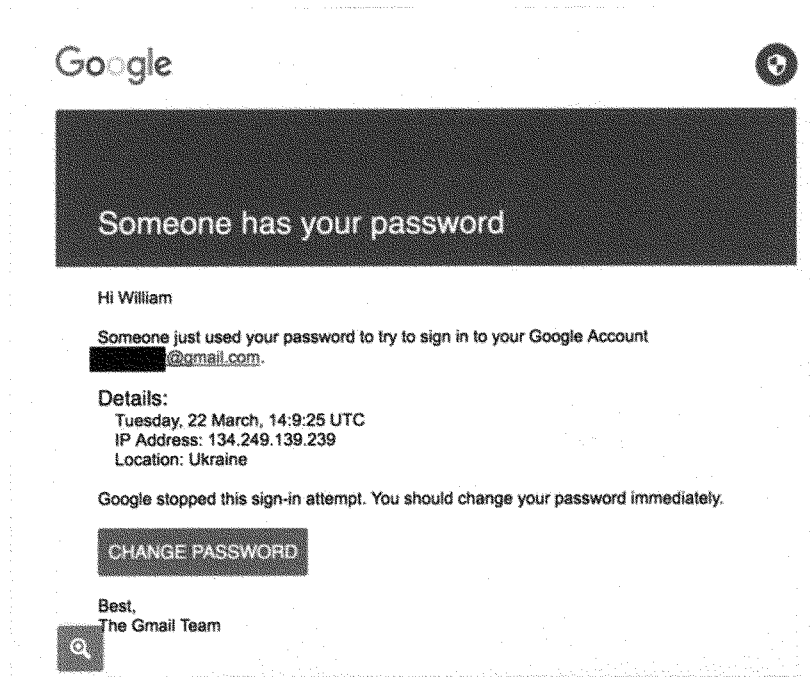 Google
Someone has your password
Hi William
Someone just used your password to try to sign in to your Google Account
@gmail.com.
Details:
Tuesday, 22 March, 14:9:25 UTC
IP Address: 134.249.139.239
Location: Ukraine
Google stopped this sign-in attempt. You should change your password immediately.
CHANGE PASSWORD
Best,
The Gmail Team